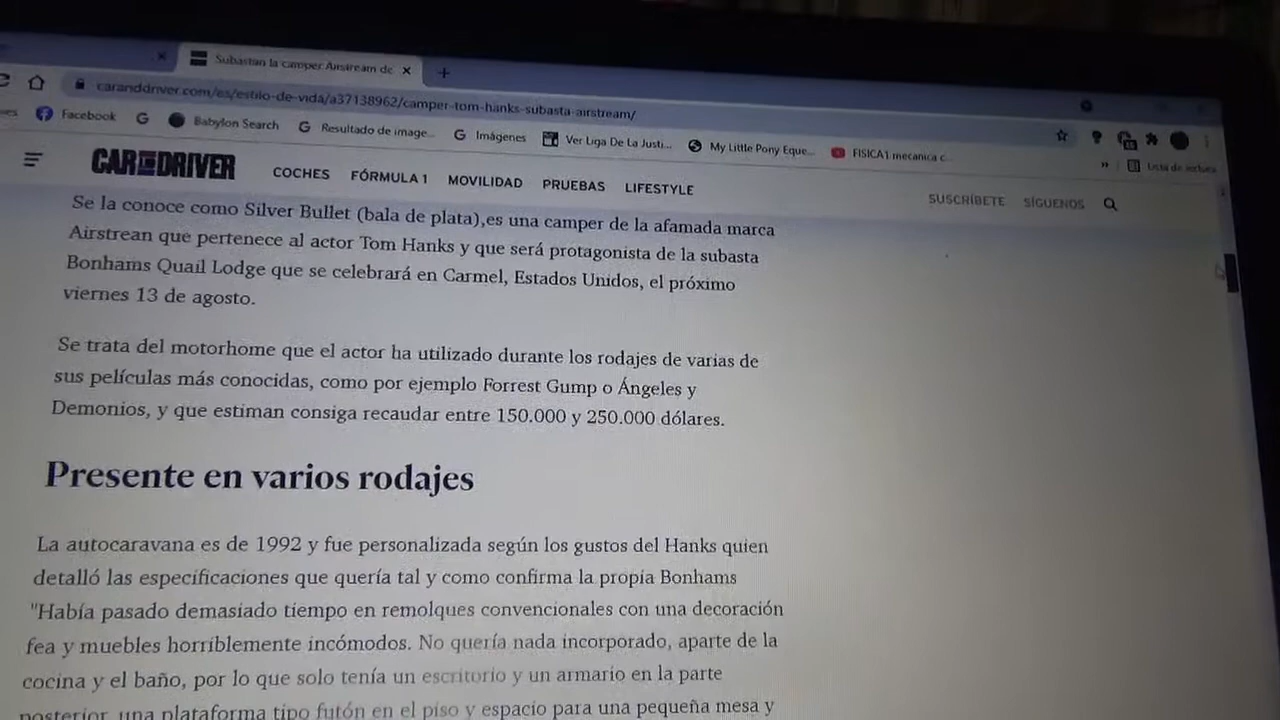 Subastan la camper Airstream de
caranddriver.com/es/estilo-de-vida/a37138962/camper-tom-hanks-subasta-airstream/
Facebook
Babylon Search
Resultado de image...
Imágenes
Ver Liga De La Justi...
My Little Pony Eque...
FISICA1 mecanica c...
Lista de lectura
CAR AND DRIVER
COCHES
FÓRMULA 1
MOVILIDAD
PRUEBAS
LIFESTYLE
SUSCRÍBETE
SÍGUENOS
Se la conoce como Silver Bullet (bala de plata),es una camper de la afamada marca
Airstrean que pertenece al actor Tom Hanks y que será protagonista de la subasta
Bonhams Quail Lodge que se celebrará en Carmel, Estados Unidos, el próximo
viernes 13 de agosto.
Se trata del motorhome que el actor ha utilizado durante los rodajes de varias de
sus películas más conocidas, como por ejemplo Forrest Gump o Ángeles y
Demonios, y que estiman consiga recaudar entre 150.000 y 250.000 dólares.
Presente en varios rodajes
La autocaravana es de 1992 y fue personalizada según los gustos del Hanks quien
detalló las especificaciones que quería tal y como confirma la propia Bonhams
"Había pasado demasiado tiempo en remolques convencionales con una decoración
fea y muebles horriblemente incómodos. No quería nada incorporado, aparte de la
cocina y el baño, por lo que solo tenía un escritorio y un armario en la parte
posterior, una plataforma tipo futón en el piso y espacio para una pequeña mesa y